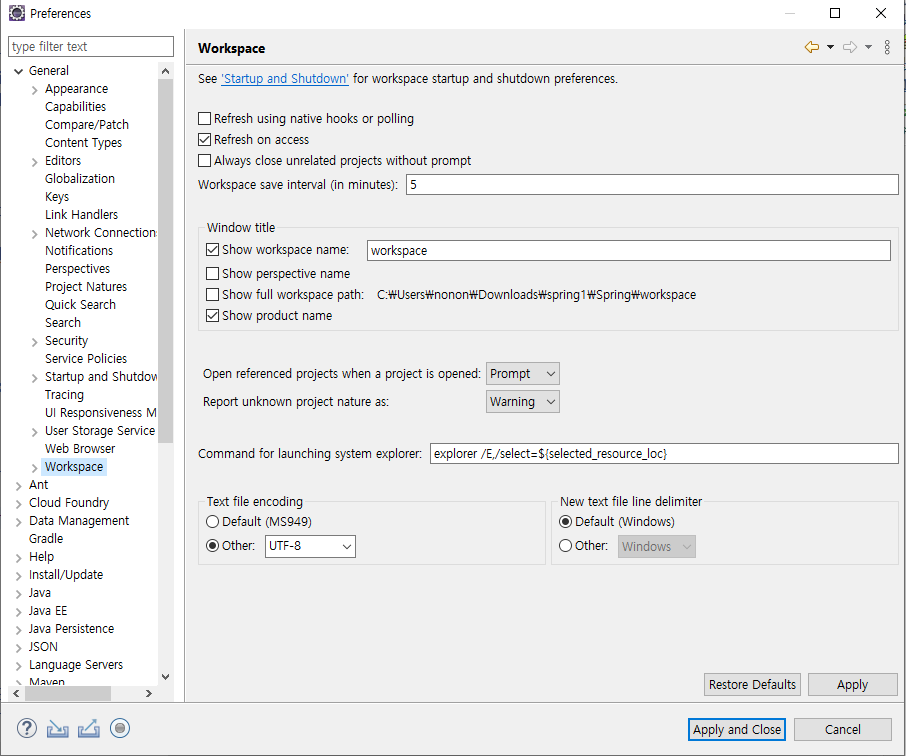 Preferences
type filter text
General
Appearance
Capabilities
Compare/Patch
Content Types
Editors
Globalization
Keys
Link Handlers
Network Connection
Notifications
Perspectives
Project Natures
Quick Search
Search
Security
Service Policies
Startup and Shutdow
Tracing
UI Responsiveness M
User Storage Service
Web Browser
Workspace
Ant
Cloud Foundry
Data Management
Gradle
Help
Install/Update
Java
Java EE
Java Persistence
JSON
Language Servers
Maven
Workspace
See 'Startup and Shutdown' for workspace startup and shutdown preferences.
Refresh using native hooks or polling
Refresh on access
Always close unrelated projects without prompt
Workspace save interval (in minutes): 5
Window title
Show workspace name: workspace
Show perspective name
Show full workspace path: C:₩Users₩nonon₩Downloads₩spring1₩Spring₩workspace
Show product name
Open referenced projects when a project is opened: Prompt
Report unknown project nature as: Warning
Command for launching system explorer: explorer /E,/select=${selected_resource_loc}
Text file encoding
Default (MS949)
Other: UTF-8
New text file line delimiter
Default (Windows)
Other: Windows
Restore Defaults Apply
Apply and Close Cancel